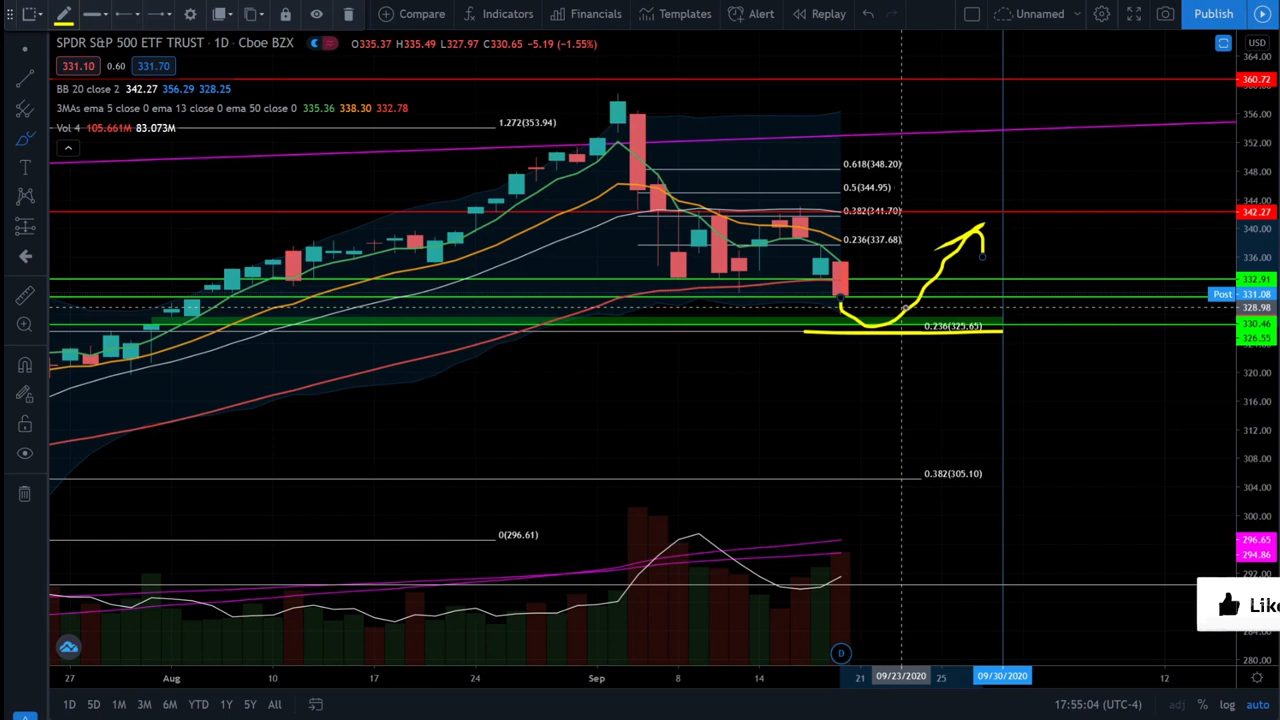 Compare Indicators Financials Templates Alert Replay Unnamed Publish
SPDR S&P 500 ETF TRUST · 1D · Cboe BZX O335.37 H335.49 L327.97 C330.65 -5.19 (-1.55%) USD
331.10 0.60 331.70
BB 20 close 2 342.27 356.29 328.25
3MAs ema 5 close 0 ema 13 close 0 ema 50 close 0 335.36 338.30 332.78
Vol 4 105.661M 83.073M
1.272(353.94)
0.618(348.20)
0.5(344.95)
0.382(341.70)
0.236(337.68)
0.236(325.65)
0.382(305.10)
0(296.61)
364.00
360.72
356.00
352.00
348.00
344.00
342.27
340.00
336.00
332.91
Post 331.08
328.98
330.46
326.55
320.00
316.00
312.00
308.00
304.00
300.00
296.65
294.86
292.00
280.00
Like
D
27 Aug 10 17 24 Sep 8 14 21 09/23/2020 25 09/30/2020 12
1D 5D 1M 3M 6M YTD 1Y 5Y All 17:55:04 (UTC-4) adj % log auto